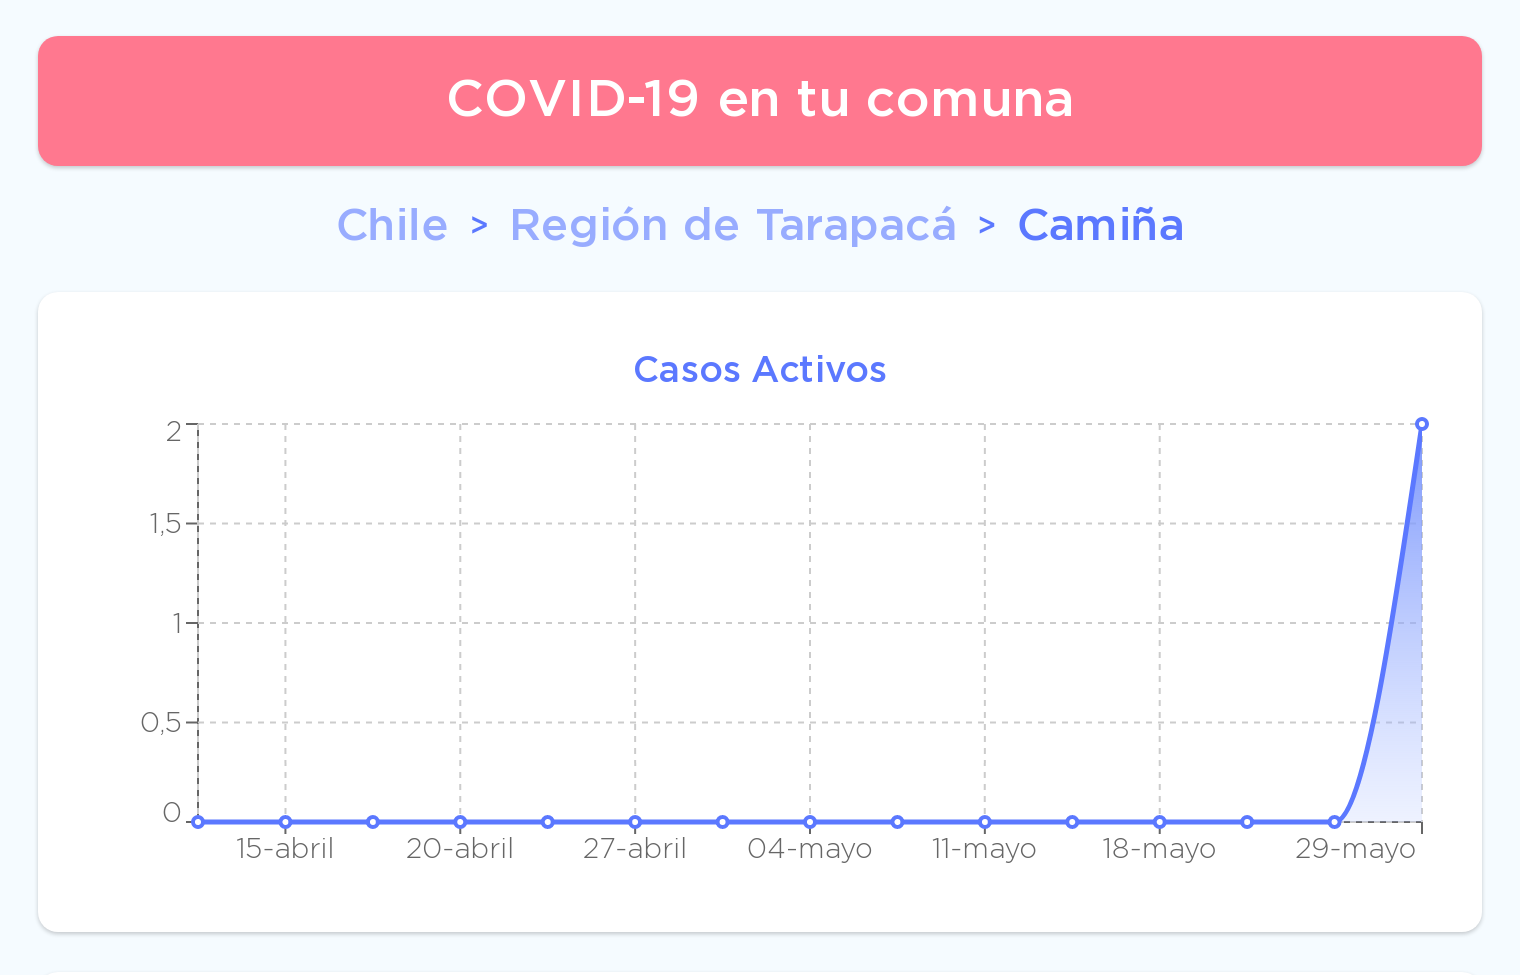 COVID-19 en tu comuna
Chile > Región de Tarapacá > Camiña
Casos Activos
2
1,5
1
0,5
0
15-abril 20-abril 27-abril 04-mayo 11-mayo 18-mayo 29-mayo